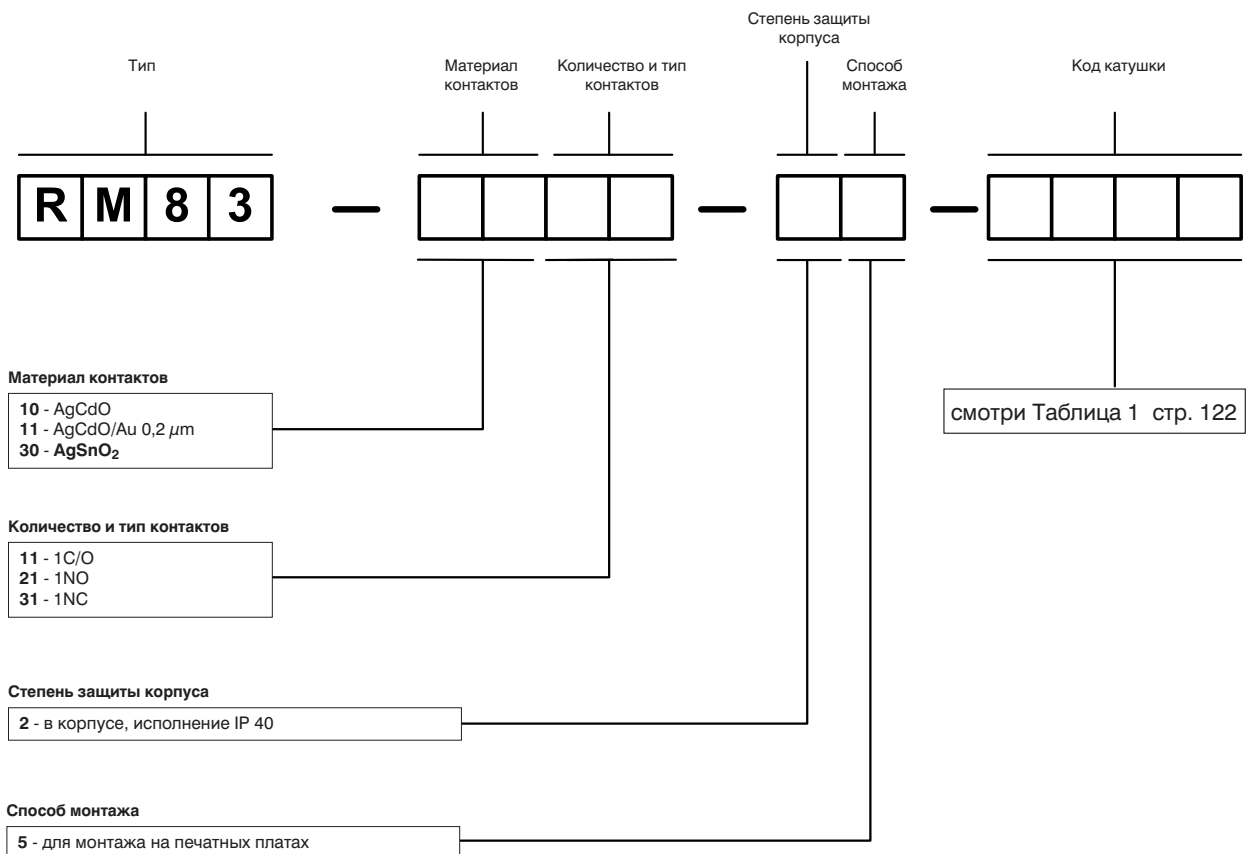 Степень защиты
корпуса
Тип
Материал
контактов
Количество и тип
контактов
Способ
монтажа
Код катушки
RM83 — — —
Материал контактов
10 - AgCdO
11 - AgCdO/Au 0,2 μm
30 - AgSnO₂
смотри Таблица 1 стр. 122
Количество и тип контактов
11 - 1C/O
21 - 1NO
31 - 1NC
Степень защиты корпуса
2 - в корпусе, исполнение IP 40
Способ монтажа
5 - для монтажа на печатных платах